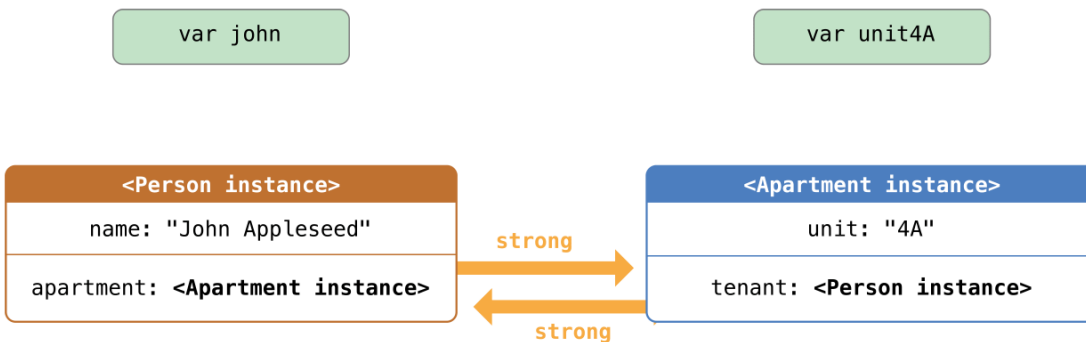 var john
var unit4A
<Person instance>
name: "John Appleseed"
apartment: <Apartment instance>
strong
strong
<Apartment instance>
unit: "4A"
tenant: <Person instance>